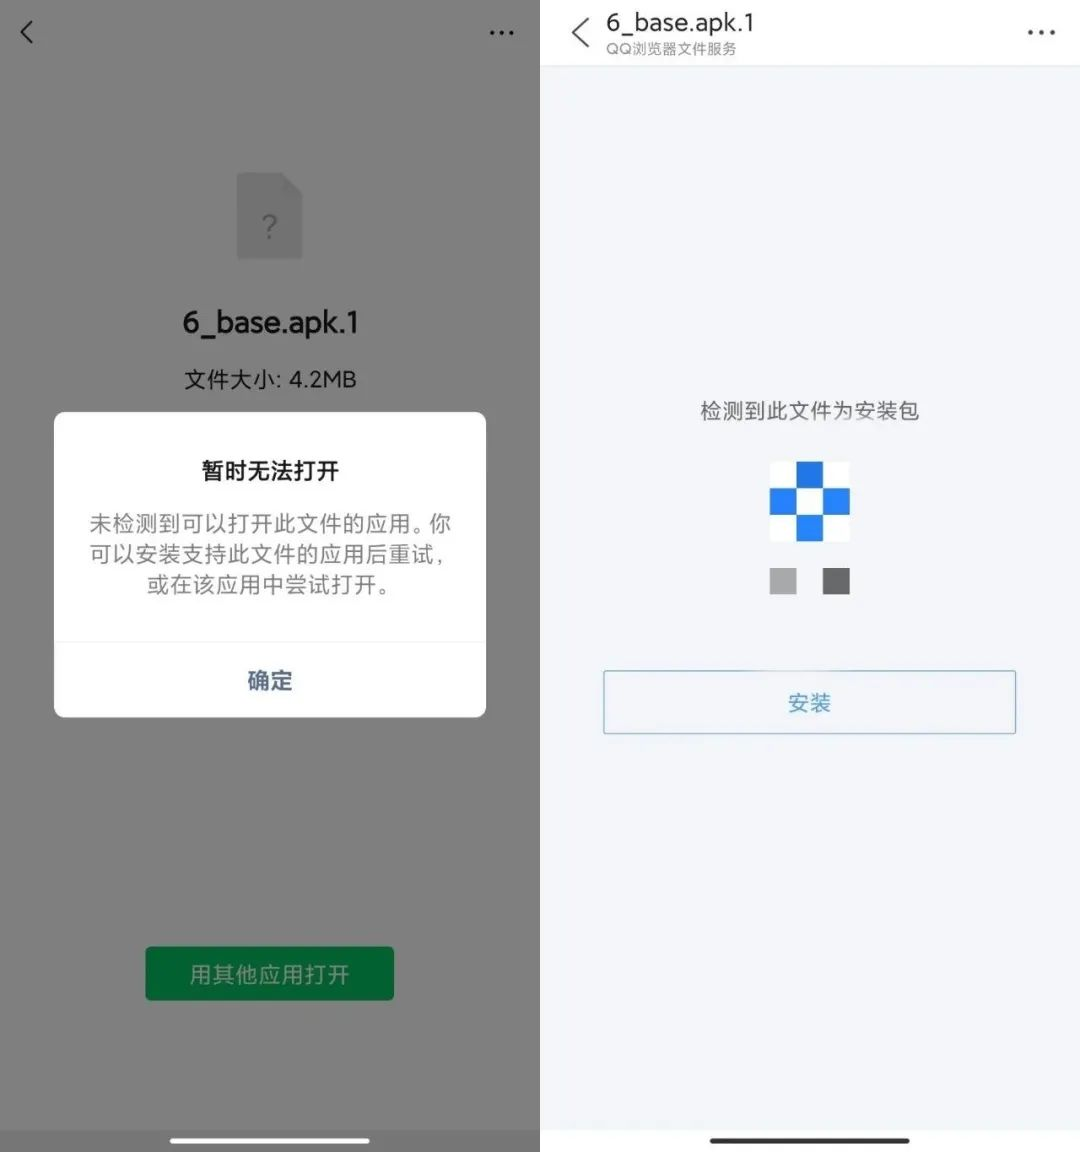 6_base.apk.1
文件大小: 4.2MB
暂时无法打开
未检测到可以打开此文件的应用。你
可以安装支持此文件的应用后重试，
或在该应用中尝试打开。
确定
用其他应用打开
6_base.apk.1
QQ浏览器文件服务
检测到此文件为安装包
安装